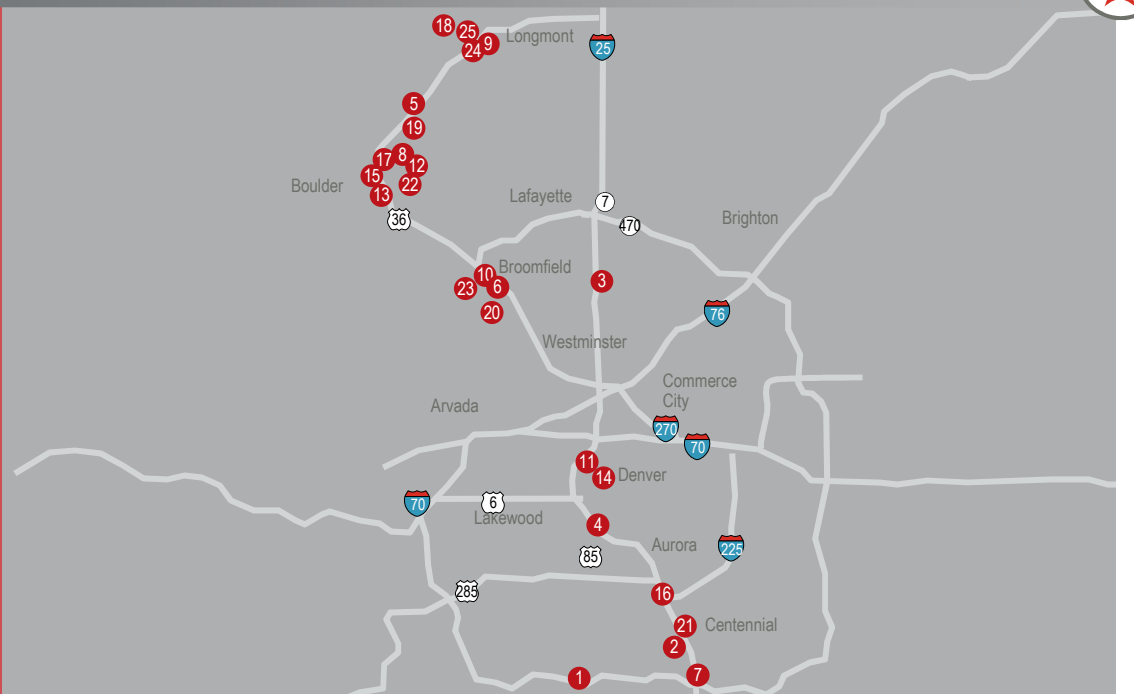 18
25
Longmont
9
24
25
5
19
8
17
12
15
22
Boulder
13
Lafayette
7
36
470
Brighton
Broomfield
10
3
23
6
20
76
Westminster
Commerce
City
Arvada
270
70
11
Denver
14
70
6
Lakewood
4
Aurora
225
85
285
16
21
Centennial
2
7
1